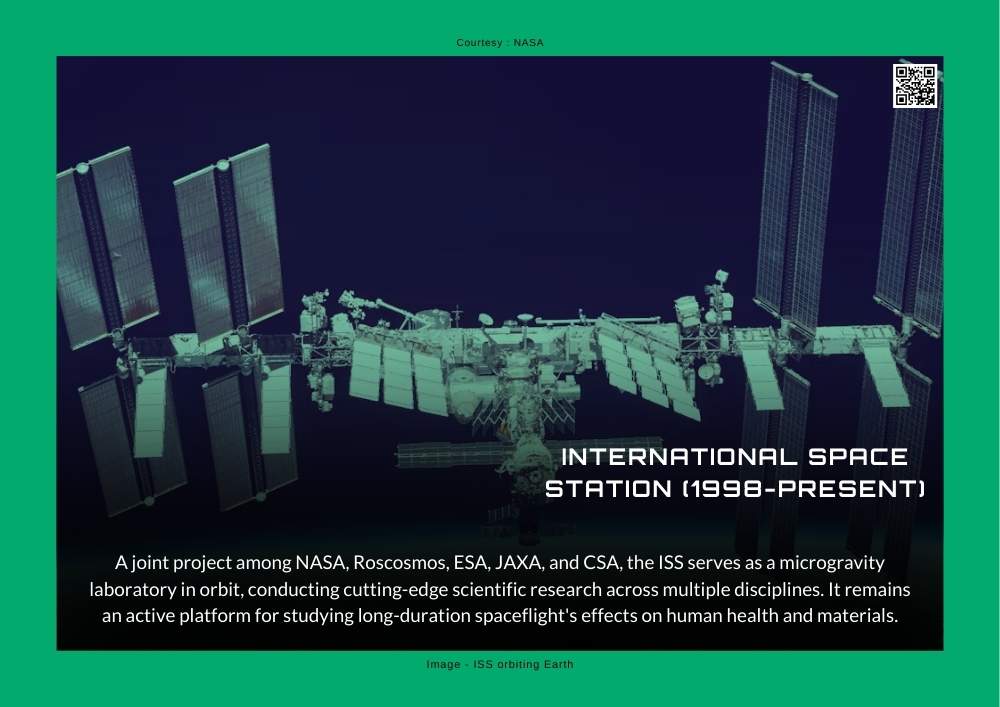 Courtesy : NASA
INTERNATIONAL SPACE
STATION (1998-PRESENT)
A joint project among NASA, Roscosmos, ESA, JAXA, and CSA, the ISS serves as a microgravity
laboratory in orbit, conducting cutting-edge scientific research across multiple disciplines. It remains
an active platform for studying long-duration spaceflight's effects on human health and materials.
Image - ISS orbiting Earth